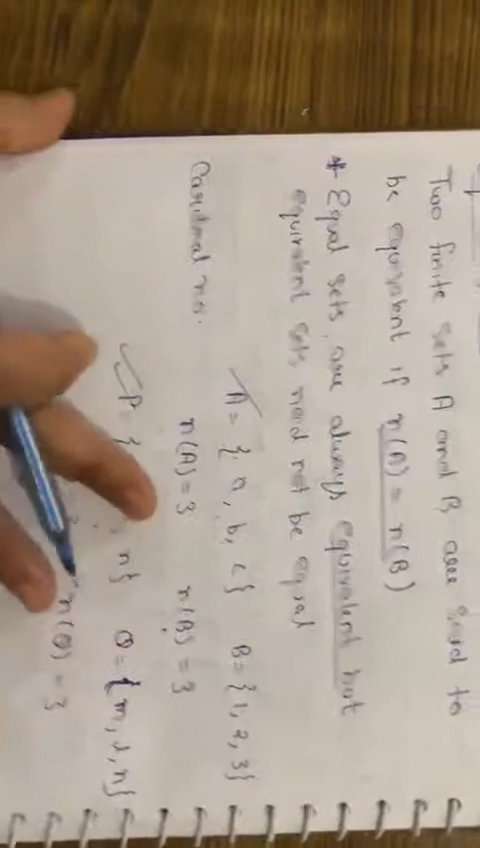 Two finite sets A and B are said to
be equivalent if n(A) = n(B)
* Equal sets are always equivalent but
equivalent sets need not be equal
A = { a, b, c } B = {1, 2, 3}
Cardinal no. n(A) = 3 n(B) = 3
P = { n} Q = {m, l, n}
n(Q) = 3